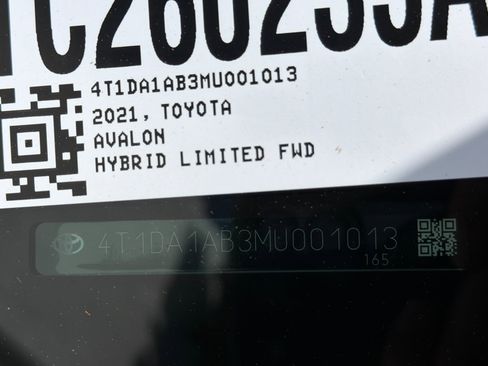 4T1DA1AB3MU001013
2021, TOYOTA
AVALON
HYBRID LIMITED FWD
4T1DA1AB3MU001013
165